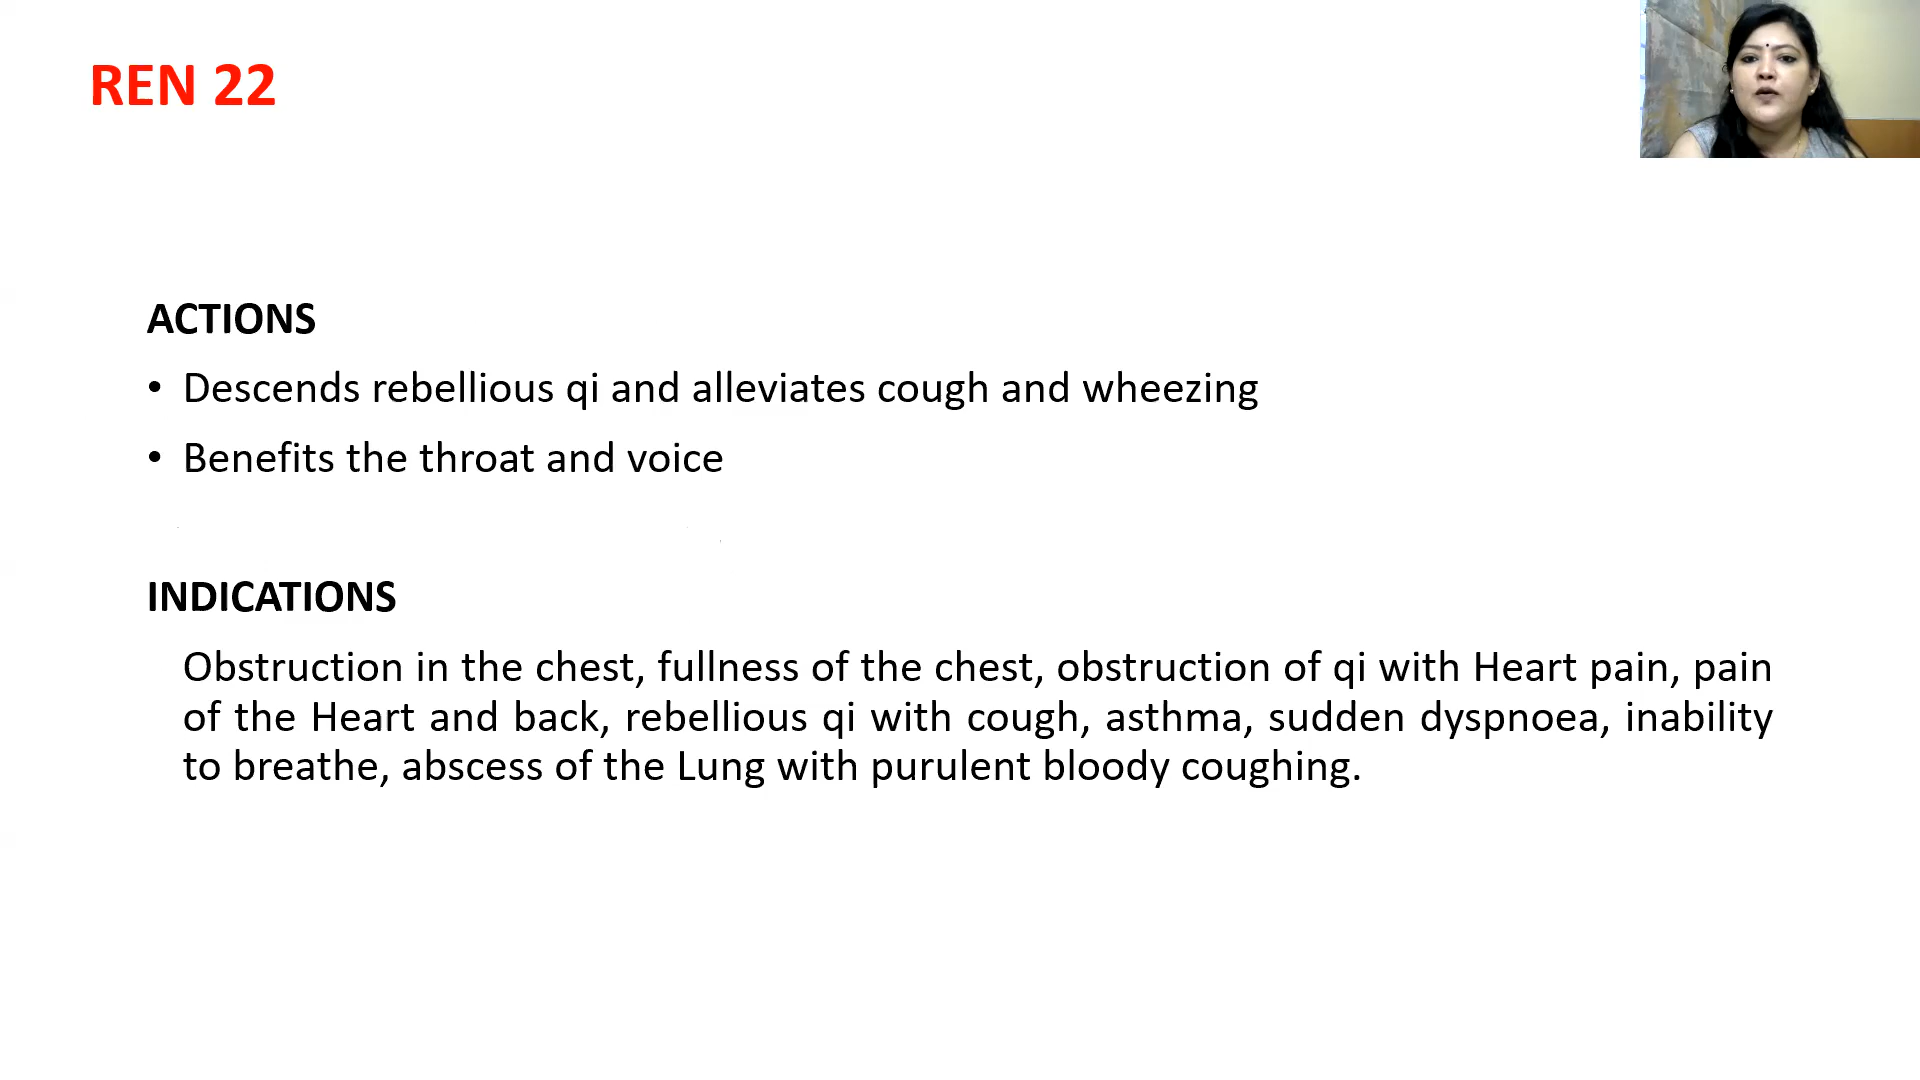 REN 22
ACTIONS
• Descends rebellious qi and alleviates cough and wheezing
• Benefits the throat and voice
INDICATIONS
Obstruction in the chest, fullness of the chest, obstruction of qi with Heart pain, pain
of the Heart and back, rebellious qi with cough, asthma, sudden dyspnoea, inability
to breathe, abscess of the Lung with purulent bloody coughing.